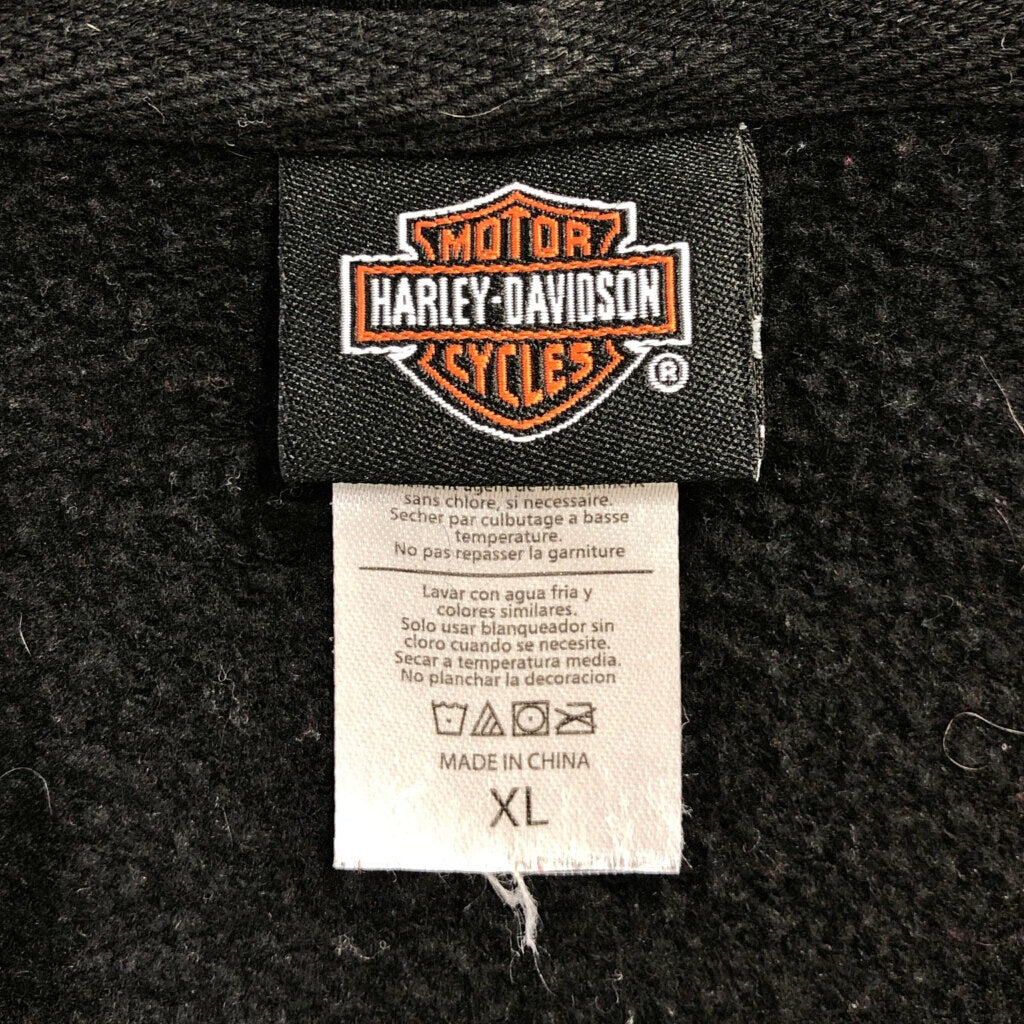 MOTOR
HARLEY-DAVIDSON
CYCLES
®
agent de
sans chlore, si necessaire.
Secher par culbutage a basse
temperature.
No pas repasser la garniture
Lavar con agua fria y
colores similares.
Solo usar blanqueador sin
cloro cuando se necesite.
Secar a temperatura media.
No planchar la decoracion
MADE IN CHINA
XL